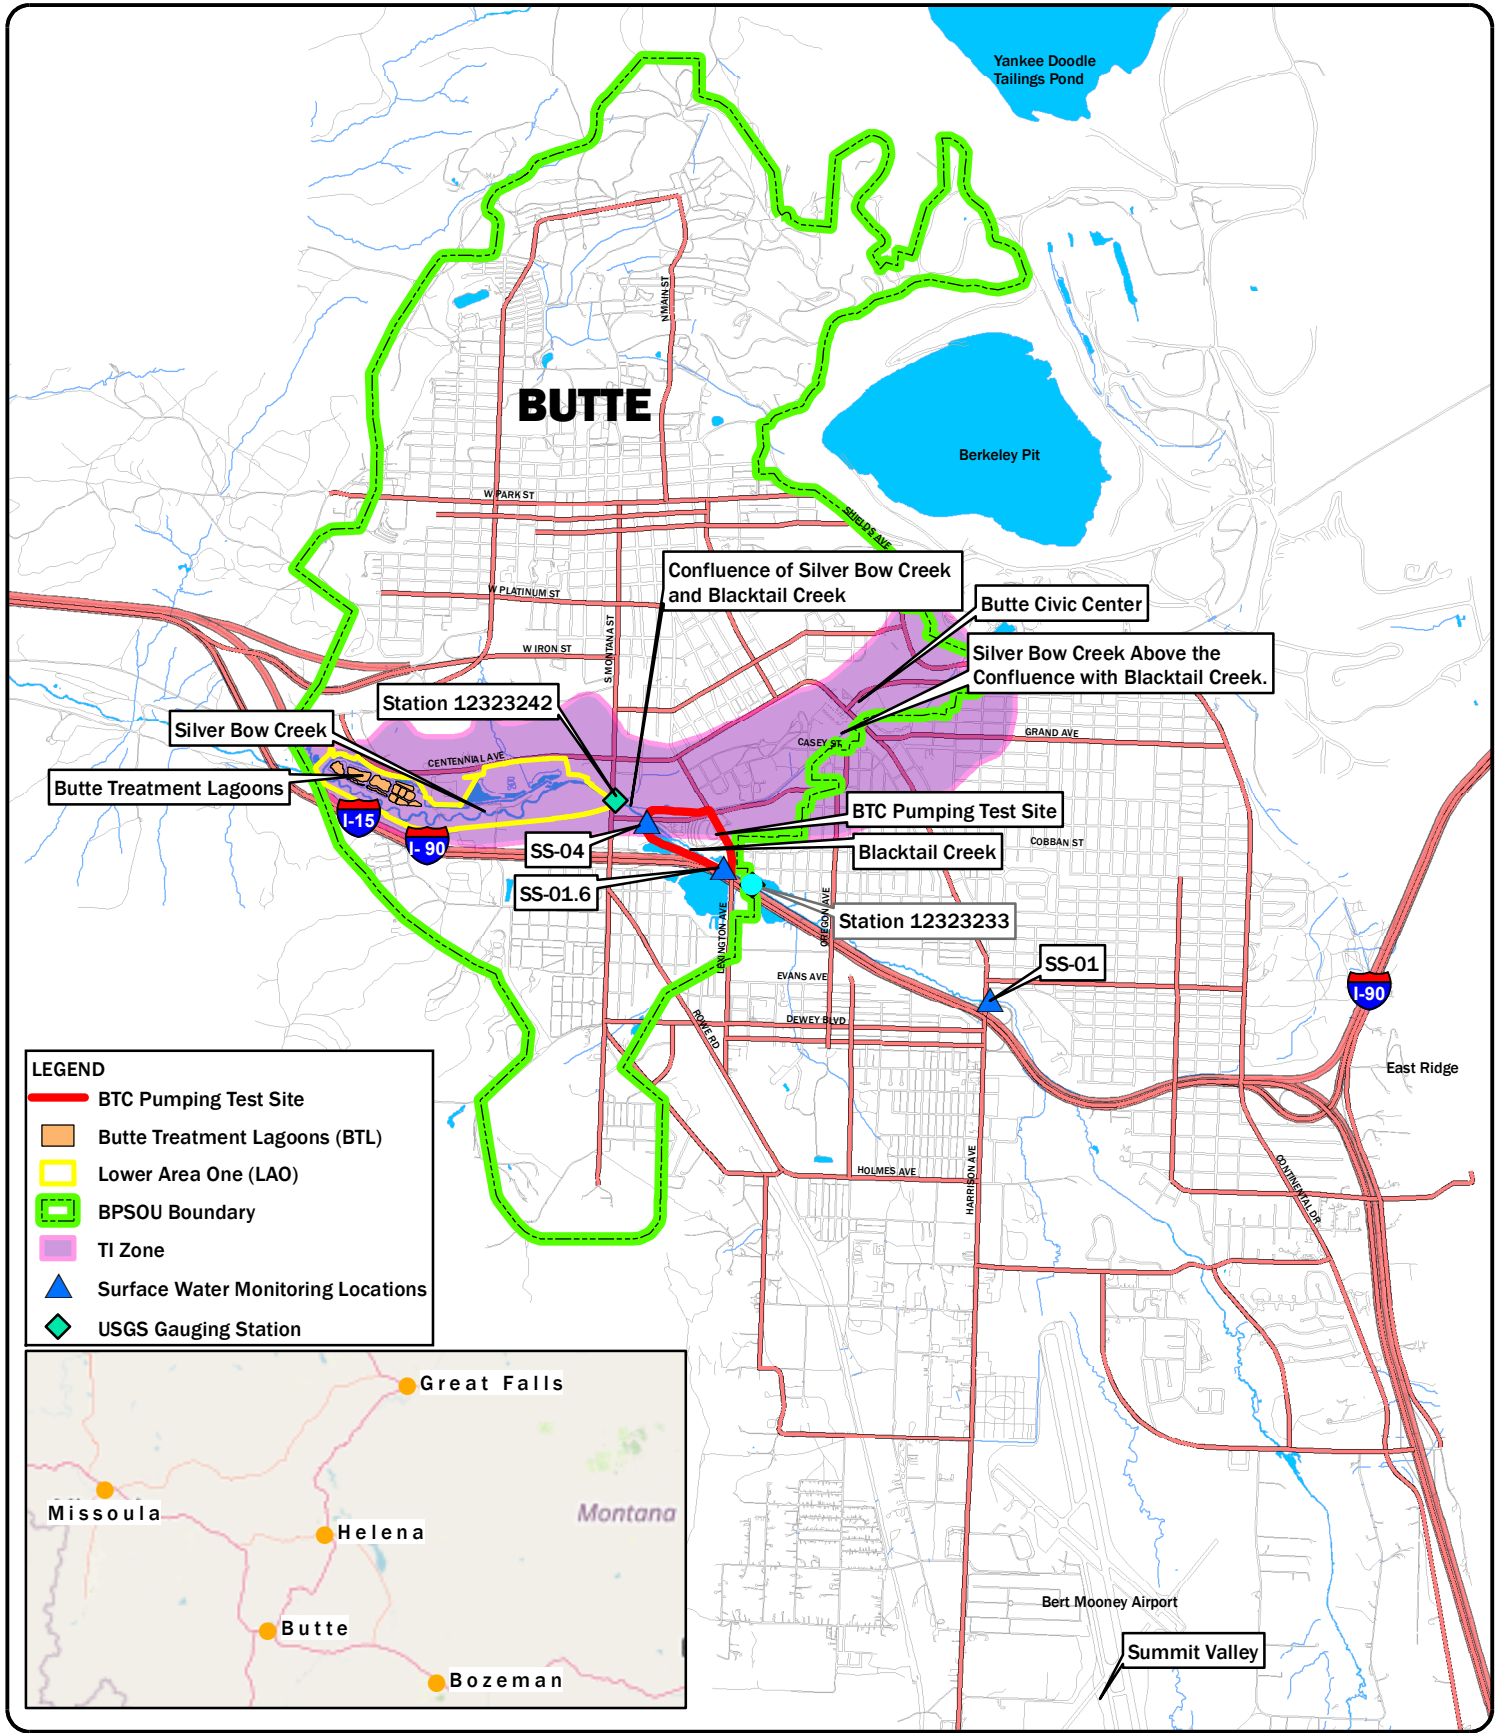 Yankee Doodle
Tailings Pond
N MAIN ST
BUTTE
Berkeley Pit
W PARK ST
SHIELDS AVE
Confluence of Silver Bow Creek
and Blacktail Creek
W PLATINUM ST
Butte Civic Center
S MONTANA ST
W IRON ST
Silver Bow Creek Above the
Confluence with Blacktail Creek.
Station 12323242
Silver Bow Creek
CENTENNIAL AVE
CASEY ST
GRAND AVE
Butte Treatment Lagoons
I-15
I- 90
BTC Pumping Test Site
SS-04
Blacktail Creek
COBBAN ST
SS-01.6
LEXINGTON AVE
OREGON AVE
Station 12323233
SS-01
EVANS AVE
I-90
ROWE RD
DEWEY BLVD
East Ridge
HOLMES AVE
HARRISON AVE
CONTINENTAL DR
LEGEND
BTC Pumping Test Site
Butte Treatment Lagoons (BTL)
Lower Area One (LAO)
BPSOU Boundary
TI Zone
Surface Water Monitoring Locations
USGS Gauging Station
Great Falls
Missoula
Helena
Montana
Butte
Bozeman
Bert Mooney Airport
Summit Valley